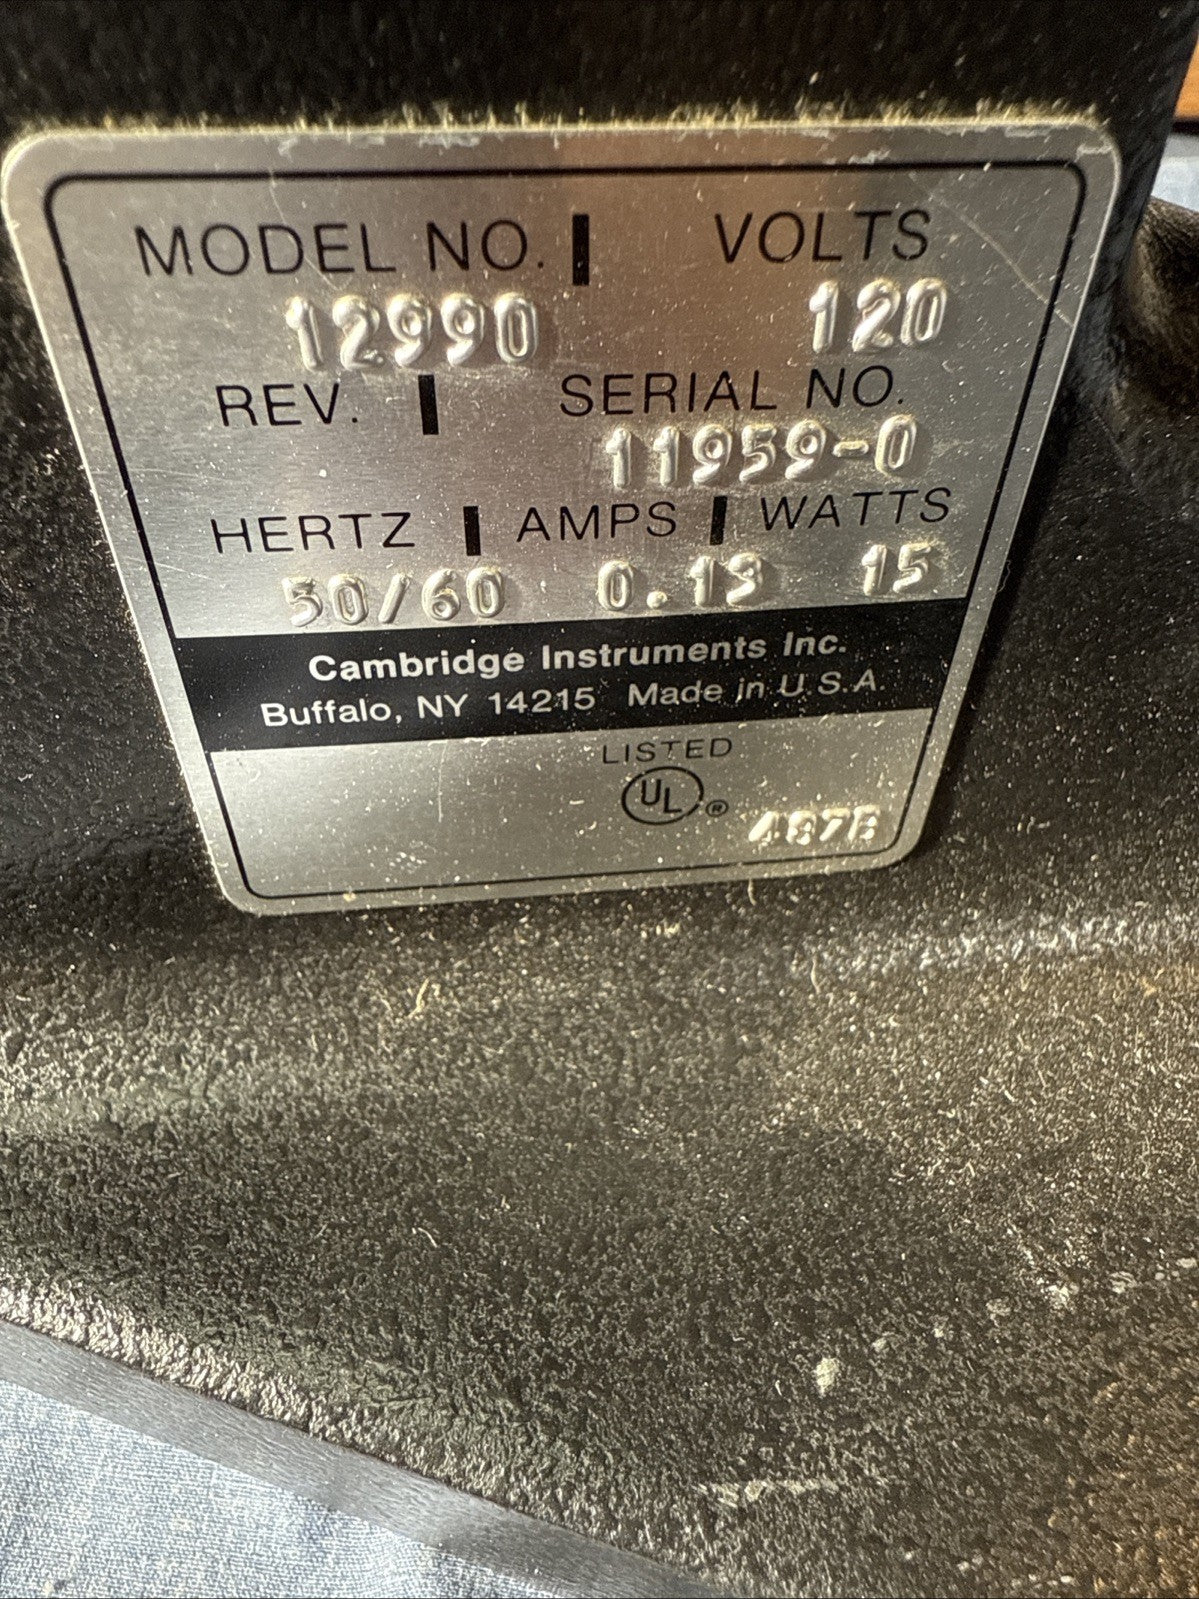 MODEL NO. | VOLTS
12990 120
REV. | SERIAL NO.
11959-0
HERTZ | AMPS | WATTS
50/60 0.13 15
Cambridge Instruments Inc.
Buffalo, NY 14215 Made in U.S.A.
LISTED
UL ®